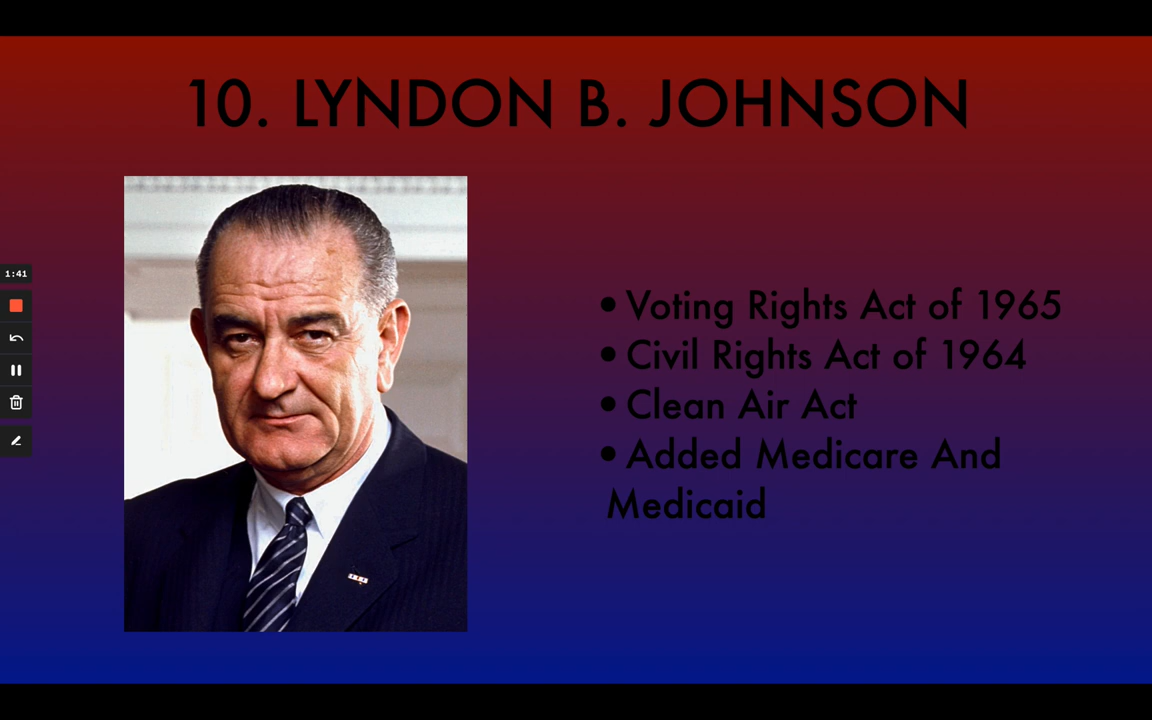 10. LYNDON B. JOHNSON
1:41
• Voting Rights Act of 1965
• Civil Rights Act of 1964
• Clean Air Act
• Added Medicare And
Medicaid